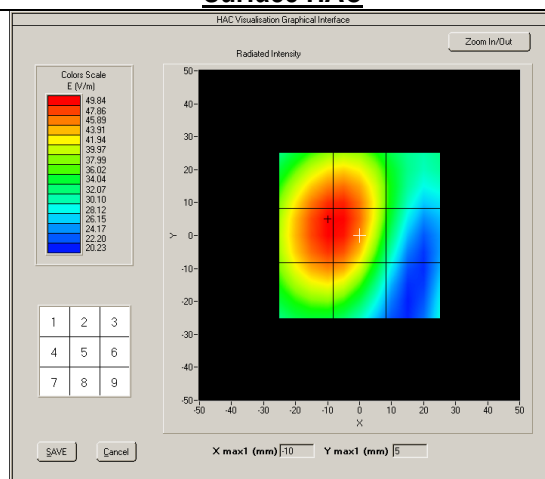 Surface HAC
HAC Visualisation Graphical Interface
Zoom In/Out
Radiated Intensity
Colors Scale
E (V/m)
49.84
47.86
45.89
43.91
41.94
39.97
37.99
36.02
34.04
32.07
30.10
28.12
26.15
24.17
22.20
20.23
50
40
30
20
10
0
-10
-20
-30
-40
-50
Y
-50 -40 -30 -20 -10 0 10 20 30 40 50
X
1 2 3
4 5 6
7 8 9
SAVE Cancel X max1 (mm) -10 Y max1 (mm) 5